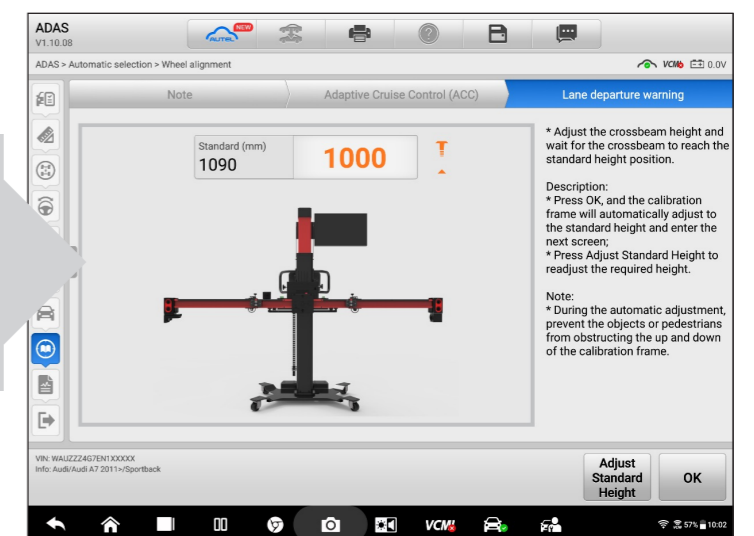 ADAS
V1.10.08
AUTEL
NEW
ADAS > Automatic selection > Wheel alignment
VCMI
0.0V
Note
Adaptive Cruise Control (ACC)
Lane departure warning
Standard (mm)
1090
1000
* Adjust the crossbeam height and
wait for the crossbeam to reach the
standard height position.
Description:
* Press OK, and the calibration
frame will automatically adjust to
the standard height and enter the
next screen;
* Press Adjust Standard Height to
readjust the required height.
Note:
* During the automatic adjustment,
prevent the objects or pedestrians
from obstructing the up and down
of the calibration frame.
VIN: WAUZZZ4G7EN1XXXXX
Info: Audi/Audi A7 2011>/Sportback
Adjust
Standard
Height
OK
VCMI
57%
10:02